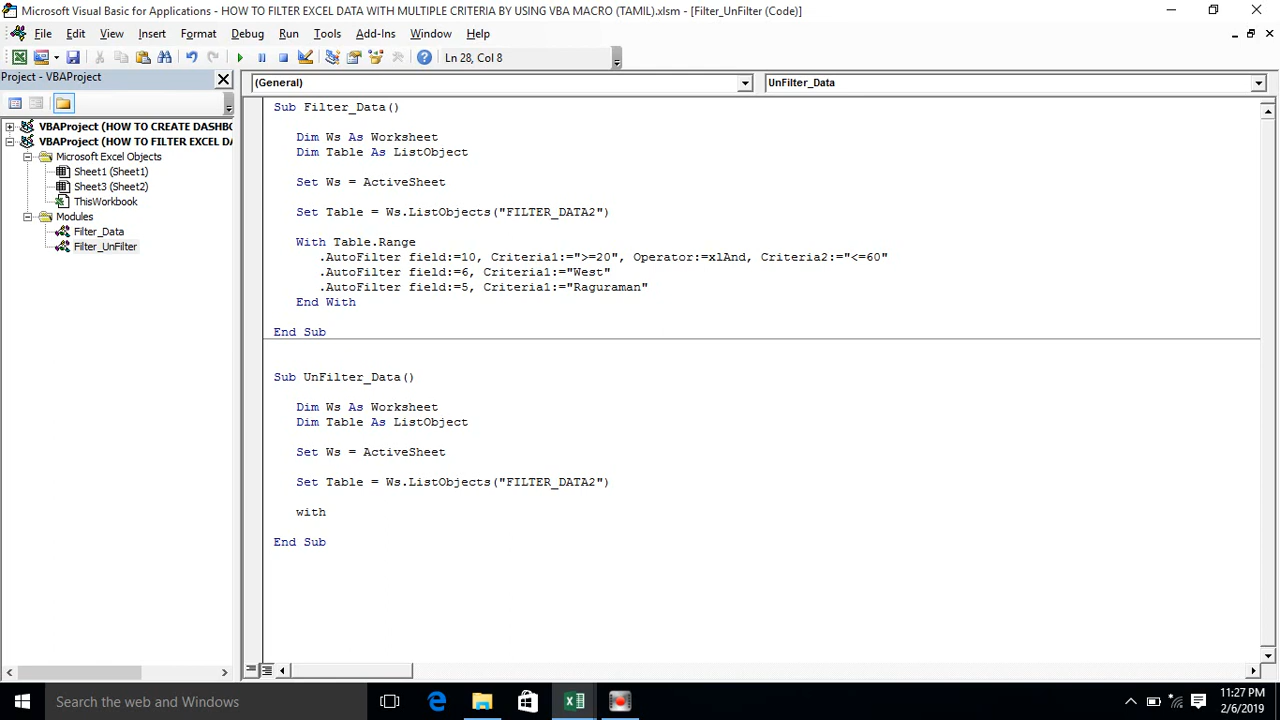 Microsoft Visual Basic for Applications - HOW TO FILTER EXCEL DATA WITH MULTIPLE CRITERIA BY USING VBA MACRO (TAMIL).xlsm - [Filter_UnFilter (Code)]
File Edit View Insert Format Debug Run Tools Add-Ins Window Help
Ln 28, Col 8
Project - VBAProject
(General)
UnFilter_Data
VBAProject (HOW TO CREATE DASHBO
VBAProject (HOW TO FILTER EXCEL DA
Microsoft Excel Objects
Sheet1 (Sheet1)
Sheet3 (Sheet2)
ThisWorkbook
Modules
Filter_Data
Filter_UnFilter
Sub Filter_Data()
Dim Ws As Worksheet
Dim Table As ListObject
Set Ws = ActiveSheet
Set Table = Ws.ListObjects("FILTER_DATA2")
With Table.Range
.AutoFilter field:=10, Criteria1:=">=20", Operator:=xlAnd, Criteria2:="<=60"
.AutoFilter field:=6, Criteria1:="West"
.AutoFilter field:=5, Criteria1:="Raguraman"
End With
End Sub
Sub UnFilter_Data()
Dim Ws As Worksheet
Dim Table As ListObject
Set Ws = ActiveSheet
Set Table = Ws.ListObjects("FILTER_DATA2")
with
End Sub
Search the web and Windows
11:27 PM
2/6/2019